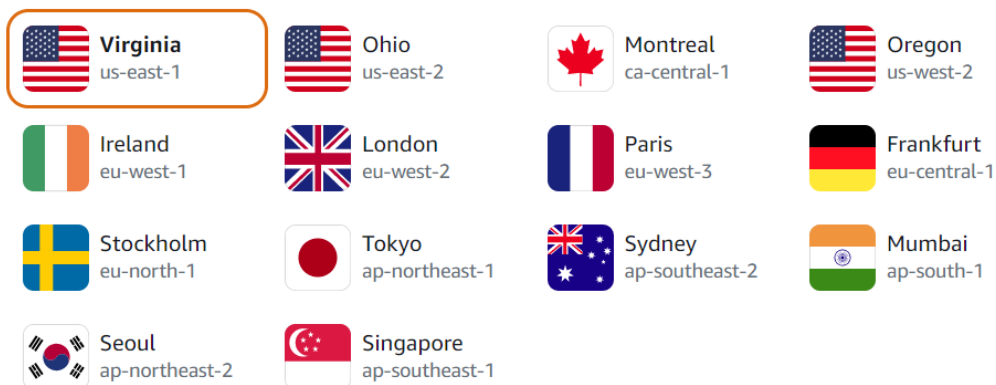 Virginia
us-east-1
Ohio
us-east-2
Montreal
ca-central-1
Oregon
us-west-2
Ireland
eu-west-1
London
eu-west-2
Paris
eu-west-3
Frankfurt
eu-central-1
Stockholm
eu-north-1
Tokyo
ap-northeast-1
Sydney
ap-southeast-2
Mumbai
ap-south-1
Seoul
ap-northeast-2
Singapore
ap-southeast-1